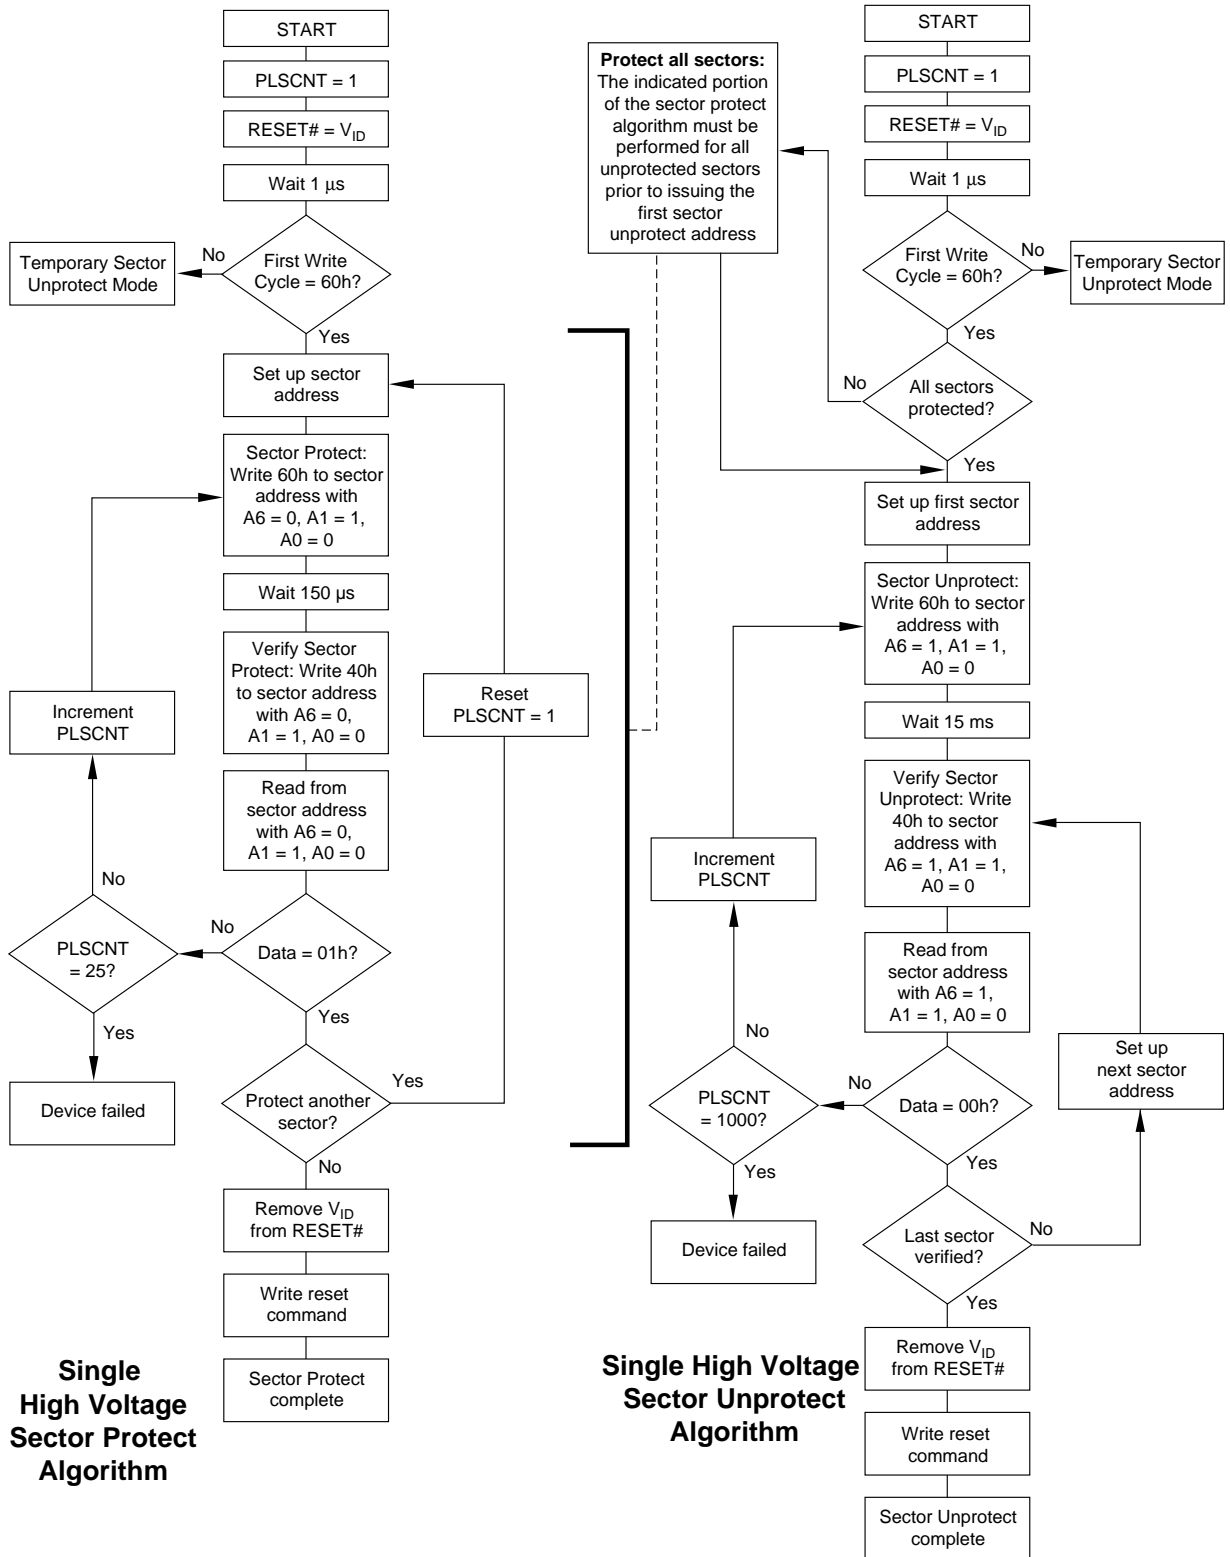 START
PLSCNT = 1
RESET# = VID
Wait 1 μs
First Write
Cycle = 60h?
No
Temporary Sector
Unprotect Mode
Yes
Set up sector
address
Sector Protect:
Write 60h to sector
address with
A6 = 0, A1 = 1,
A0 = 0
Wait 150 µs
Verify Sector
Protect: Write 40h
to sector address
with A6 = 0,
A1 = 1, A0 = 0
Reset
PLSCNT = 1
Increment
PLSCNT
Read from
sector address
with A6 = 0,
A1 = 1, A0 = 0
No
PLSCNT
= 25?
No
Data = 01h?
Yes
Yes
Device failed
Protect another
sector?
Yes
No
Remove VID
from RESET#
Write reset
command
Sector Protect
complete
Single
High Voltage
Sector Protect
Algorithm
Protect all sectors:
The indicated portion
of the sector protect
algorithm must be
performed for all
unprotected sectors
prior to issuing the
first sector
unprotect address
START
PLSCNT = 1
RESET# = VID
Wait 1 μs
First Write
Cycle = 60h?
No
Temporary Sector
Unprotect Mode
Yes
No
All sectors
protected?
Yes
Set up first sector
address
Sector Unprotect:
Write 60h to sector
address with
A6 = 1, A1 = 1,
A0 = 0
Wait 15 ms
Verify Sector
Unprotect: Write
40h to sector
address with
A6 = 1, A1 = 1,
A0 = 0
Increment
PLSCNT
Read from
sector address
with A6 = 1,
A1 = 1, A0 = 0
No
Set up
next sector
address
PLSCNT
= 1000?
No
Data = 00h?
Yes
Yes
Device failed
Last sector
verified?
No
Yes
Remove VID
from RESET#
Write reset
command
Sector Unprotect
complete
Single High Voltage
Sector Unprotect
Algorithm